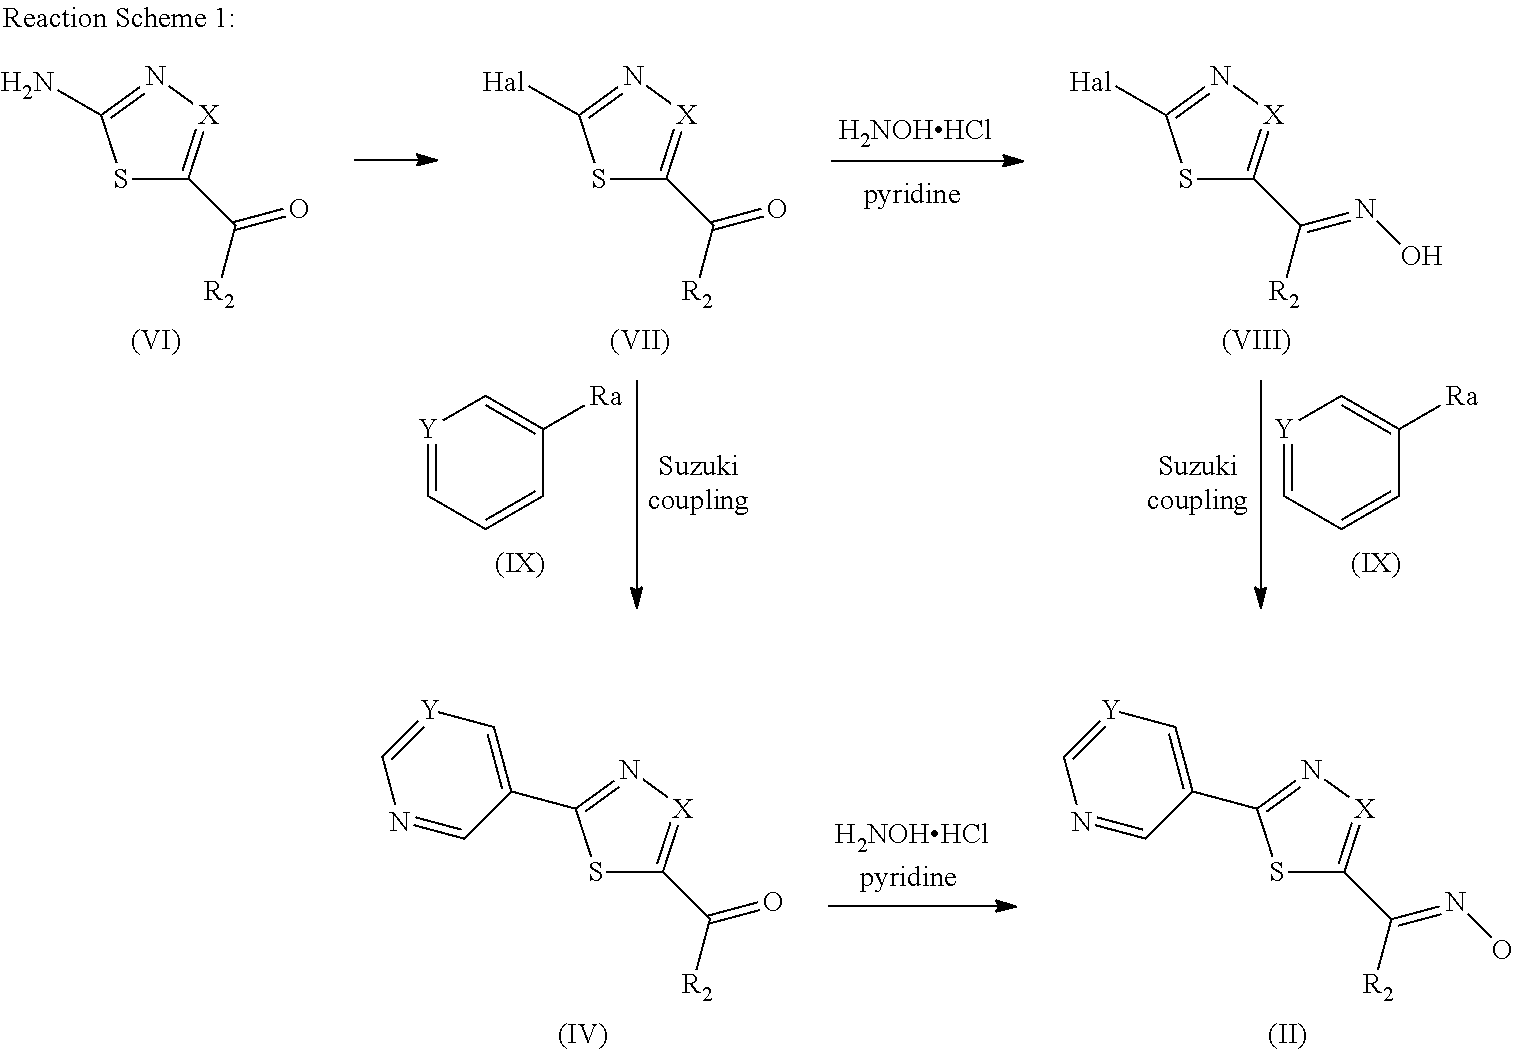 Reaction Scheme 1:
H₂N N X S O R₂
(VI)
Hal N X S O R₂
(VII)
H₂NOH•HCl
pyridine
Hal N X S N OH R₂
(VIII)
Y Ra
(IX)
Suzuki
coupling
Suzuki
coupling
Y Ra
(IX)
Y N N X S O R₂
(IV)
H₂NOH•HCl
pyridine
Y N N X S N O R₂
(II)